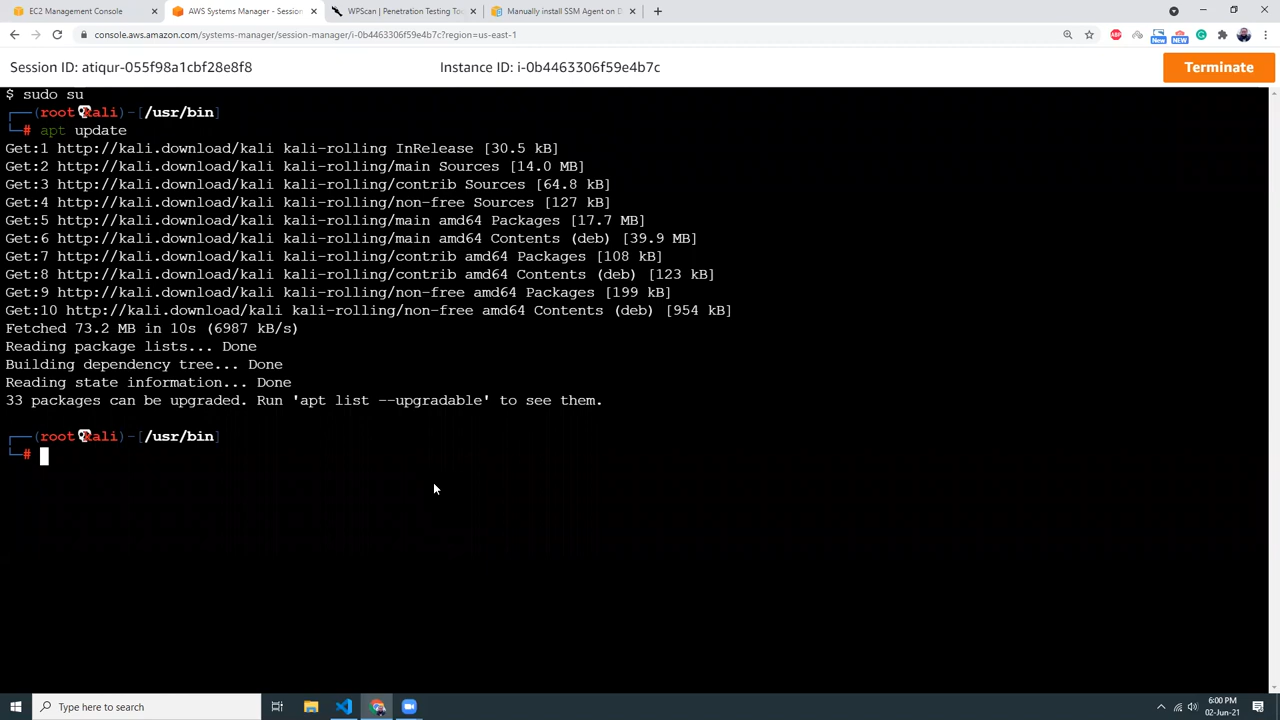 EC2 Management Console
AWS Systems Manager - Session
WPScan | Penetration Testing Too
Manually install SSM Agent on D
console.aws.amazon.com/systems-manager/session-manager/i-0b4463306f59e4b7c?region=us-east-1
ABP
New
NEW
Session ID: atiqur-055f98a1cbf28e8f8
Instance ID: i-0b4463306f59e4b7c
Terminate
$ sudo su
┌──(root💀kali)-[/usr/bin]
└─# apt update
Get:1 http://kali.download/kali kali-rolling InRelease [30.5 kB]
Get:2 http://kali.download/kali kali-rolling/main Sources [14.0 MB]
Get:3 http://kali.download/kali kali-rolling/contrib Sources [64.8 kB]
Get:4 http://kali.download/kali kali-rolling/non-free Sources [127 kB]
Get:5 http://kali.download/kali kali-rolling/main amd64 Packages [17.7 MB]
Get:6 http://kali.download/kali kali-rolling/main amd64 Contents (deb) [39.9 MB]
Get:7 http://kali.download/kali kali-rolling/contrib amd64 Packages [108 kB]
Get:8 http://kali.download/kali kali-rolling/contrib amd64 Contents (deb) [123 kB]
Get:9 http://kali.download/kali kali-rolling/non-free amd64 Packages [199 kB]
Get:10 http://kali.download/kali kali-rolling/non-free amd64 Contents (deb) [954 kB]
Fetched 73.2 MB in 10s (6987 kB/s)
Reading package lists... Done
Building dependency tree... Done
Reading state information... Done
33 packages can be upgraded. Run 'apt list --upgradable' to see them.
┌──(root💀kali)-[/usr/bin]
└─#
Type here to search
6:00 PM
02-Jun-21